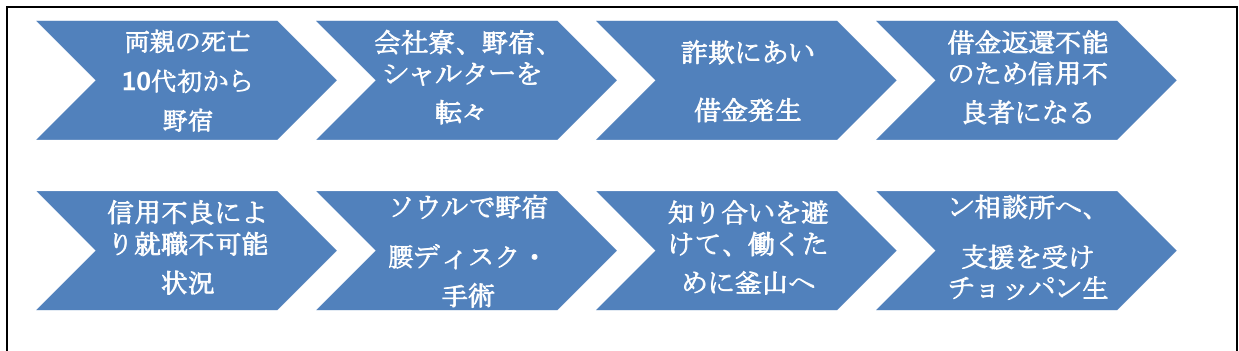 両親の死亡
10代初から
野宿
会社寮、野宿、
シャルターを
転々
詐欺にあい
借金発生
借金返還不能
のため信用不
良者になる
信用不良によ
り就職不可能
状況
ソウルで野宿
腰ディスク・
手術
知り合いを避
けて、働くた
めに釜山へ
ン相談所へ、
支援を受け
チョッパン生